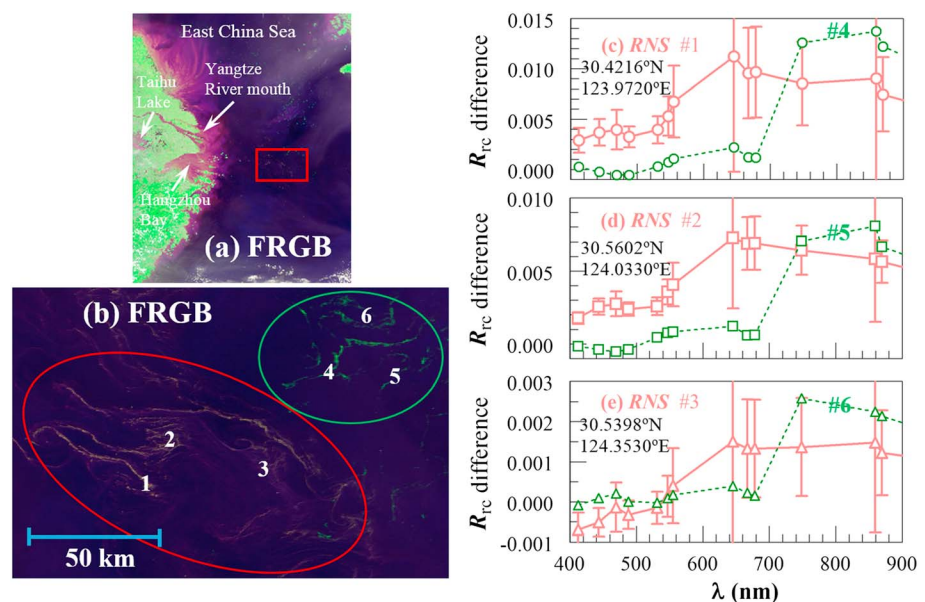 East China Sea
Taihu
Lake
Yangtze
River mouth
Hangzhou
Bay
(a) FRGB
(b) FRGB
6
4
5
2
3
1
50 km
0.015
0.010
0.005
0.000
Rrc difference
(c) RNS #1
30.4216ºN
123.9720ºE
#4
0.010
0.005
0.000
Rrc difference
(d) RNS #2
30.5602ºN
124.0330ºE
#5
0.003
0.002
0.001
0.000
-0.001
Rrc difference
(e) RNS #3
30.5398ºN
124.3530ºE
#6
400 500 600 700 800 900
λ (nm)